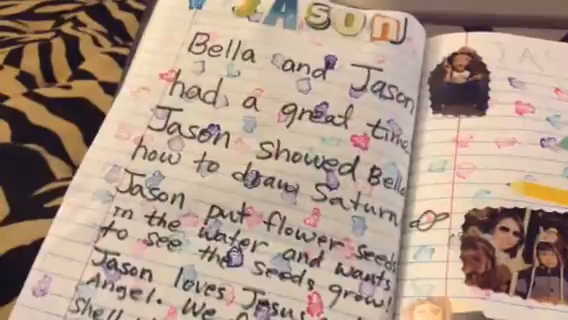 JASON
Bella and Jason
had a great time
Jason showed Bella
how to draw Saturn
Jason put flower seeds
in the water and wants
to see the seeds grow!
Jason loves Jesus
Angel. We